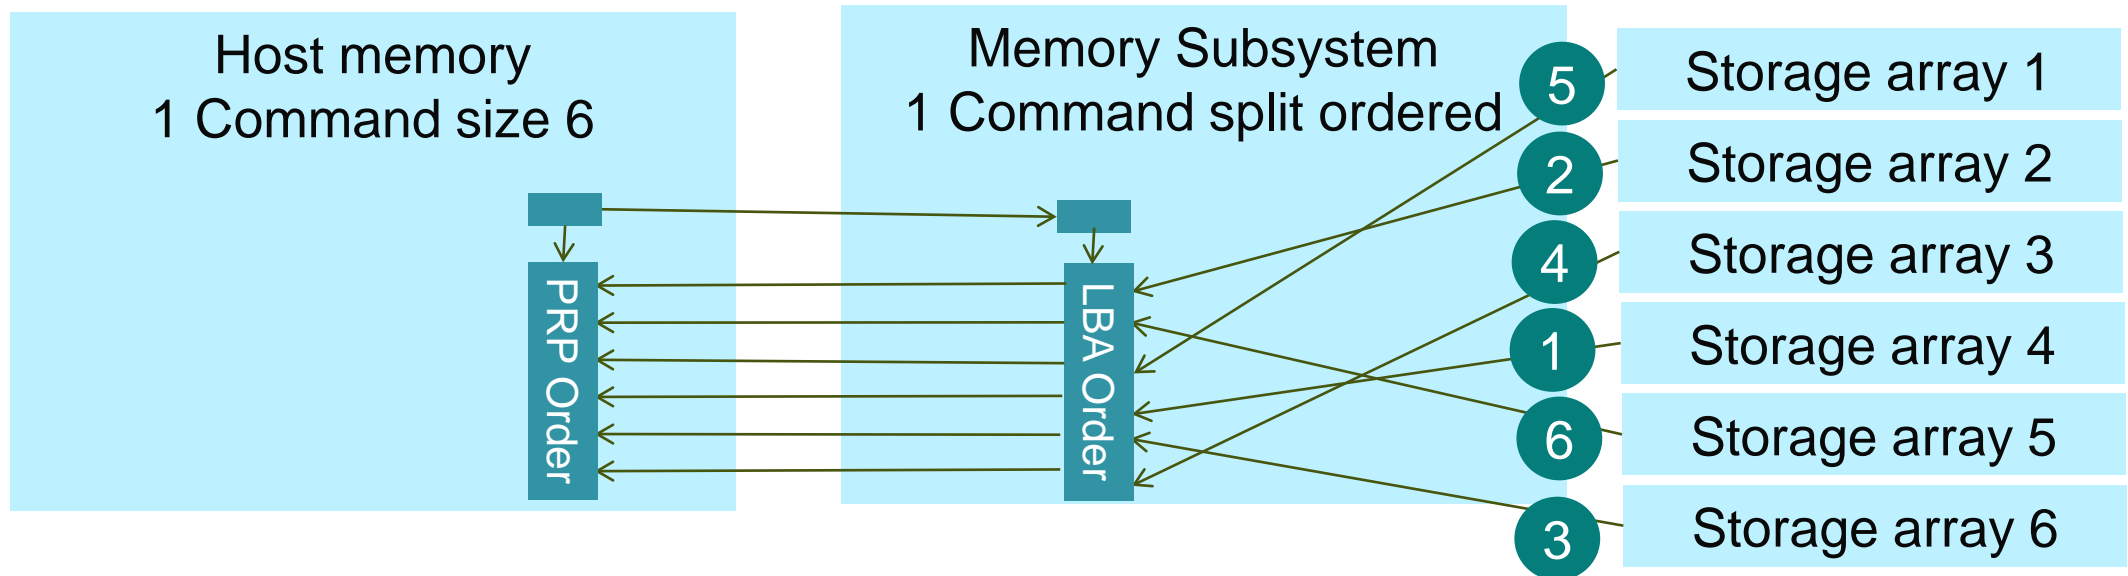 Host memory
1 Command size 6
PRP Order
Memory Subsystem
1 Command split ordered
LBA Order
5
Storage array 1
2
Storage array 2
4
Storage array 3
1
Storage array 4
6
Storage array 5
3
Storage array 6